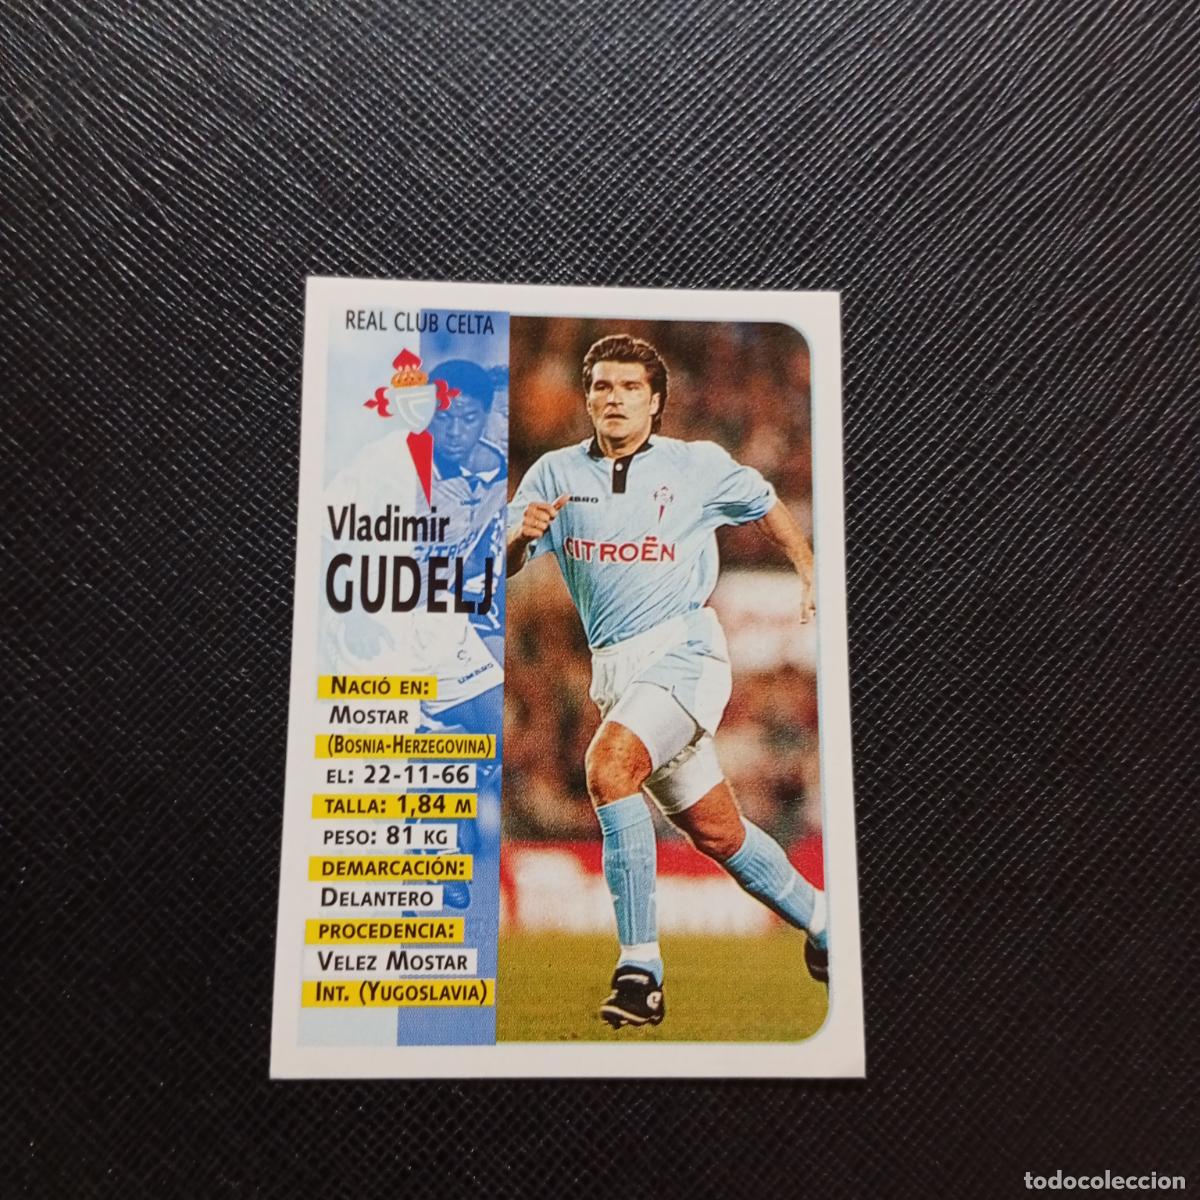 REAL CLUB CELTA
Vladimir
GUDELJ
NACIÓ EN:
MOSTAR
(BOSNIA-HERZEGOVINA)
EL: 22-11-66
TALLA: 1,84 M
PESO: 81 KG
DEMARCACIÓN:
DELANTERO
PROCEDENCIA:
VELEZ MOSTAR
INT. (YUGOSLAVIA)
UMBRO
CITROËN
todocoleccion